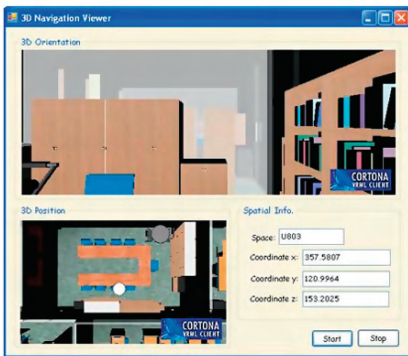 3D Navigation Viewer
3D Orientation
CORTONA
VRML CLIENT
3D Position
CORTONA
VRML CLIENT
Spatial Info.
Space: U803
Coordinate x: 357.5807
Coordinate y: 120.9964
Coordinate z: 153.2025
Start Stop